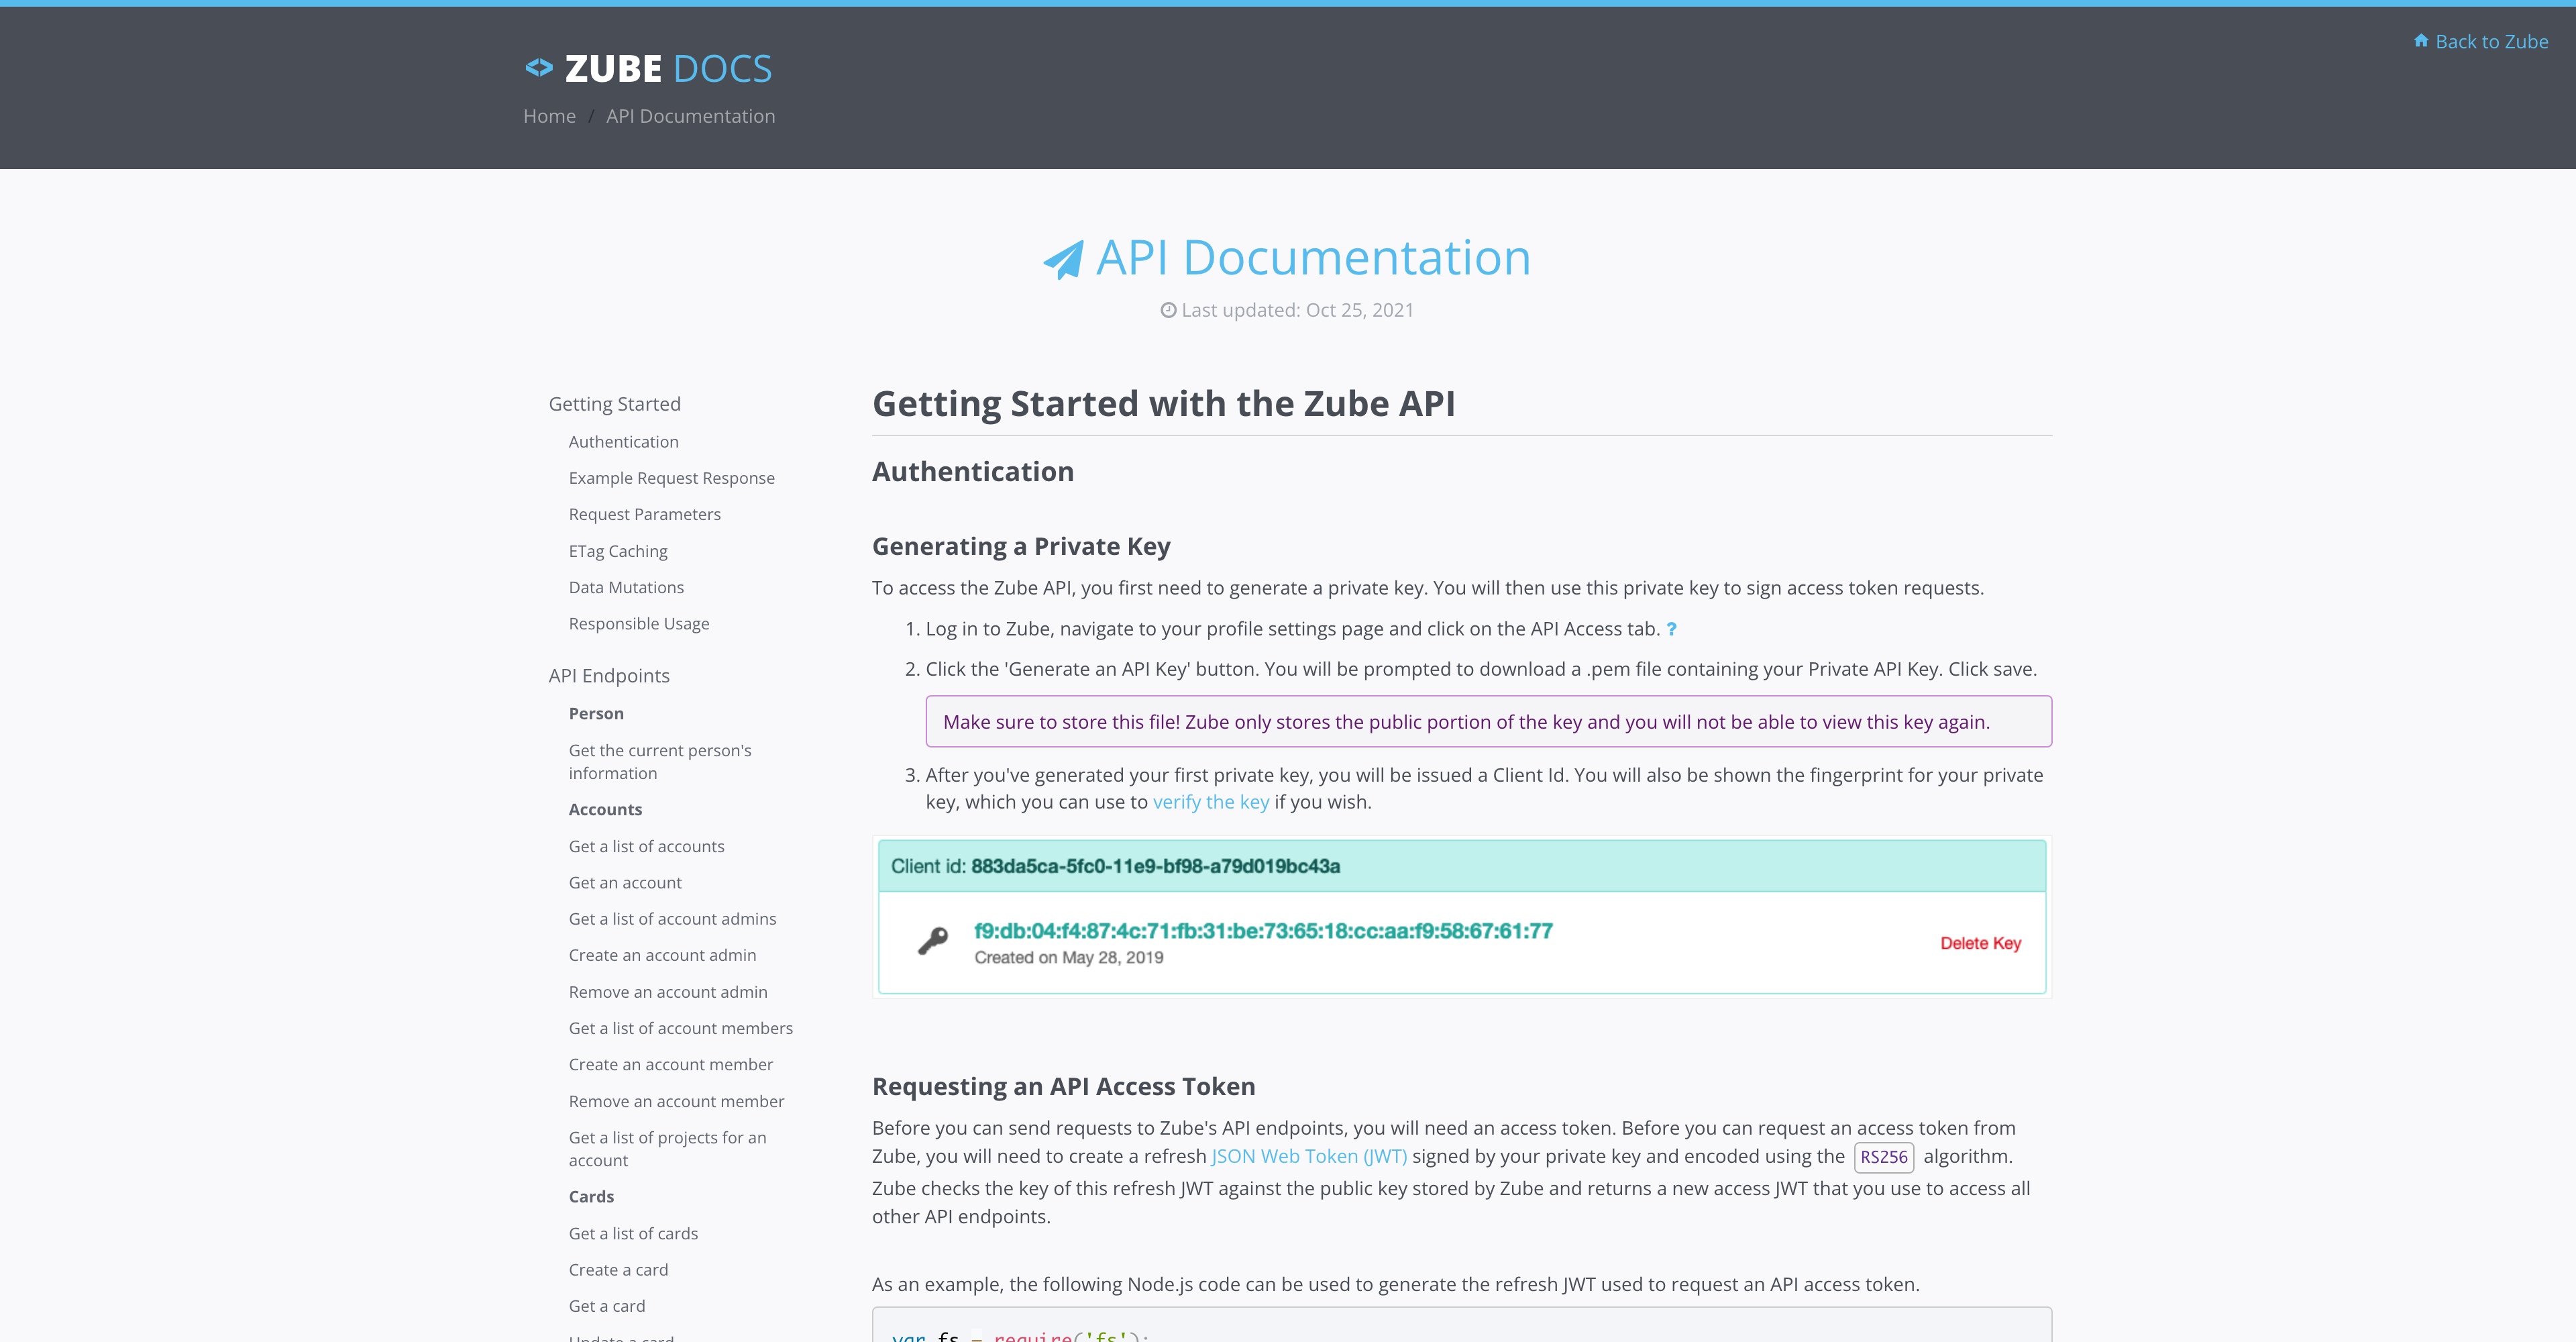 Back to Zube
<> ZUBE DOCS
Home / API Documentation
API Documentation
Last updated: Oct 25, 2021
Getting Started
Authentication
Example Request Response
Request Parameters
ETag Caching
Data Mutations
Responsible Usage
API Endpoints
Person
Get the current person's
information
Accounts
Get a list of accounts
Get an account
Get a list of account admins
Create an account admin
Remove an account admin
Get a list of account members
Create an account member
Remove an account member
Get a list of projects for an
account
Cards
Get a list of cards
Create a card
Get a card
Update a card
Getting Started with the Zube API
Authentication
Generating a Private Key
To access the Zube API, you first need to generate a private key. You will then use this private key to sign access token requests.
1. Log in to Zube, navigate to your profile settings page and click on the API Access tab. ?
2. Click the 'Generate an API Key' button. You will be prompted to download a .pem file containing your Private API Key. Click save.
Make sure to store this file! Zube only stores the public portion of the key and you will not be able to view this key again.
3. After you've generated your first private key, you will be issued a Client Id. You will also be shown the fingerprint for your private
key, which you can use to verify the key if you wish.
Client id: 883da5ca-5fc0-11e9-bf98-a79d019bc43a
f9:db:04:f4:87:4c:71:fb:31:be:73:65:18:cc:aa:f9:58:67:61:77
Created on May 28, 2019
Delete Key
Requesting an API Access Token
Before you can send requests to Zube's API endpoints, you will need an access token. Before you can request an access token from
Zube, you will need to create a refresh JSON Web Token (JWT) signed by your private key and encoded using the RS256 algorithm.
Zube checks the key of this refresh JWT against the public key stored by Zube and returns a new access JWT that you use to access all
other API endpoints.
As an example, the following Node.js code can be used to generate the refresh JWT used to request an API access token.
var fs = require('fs');